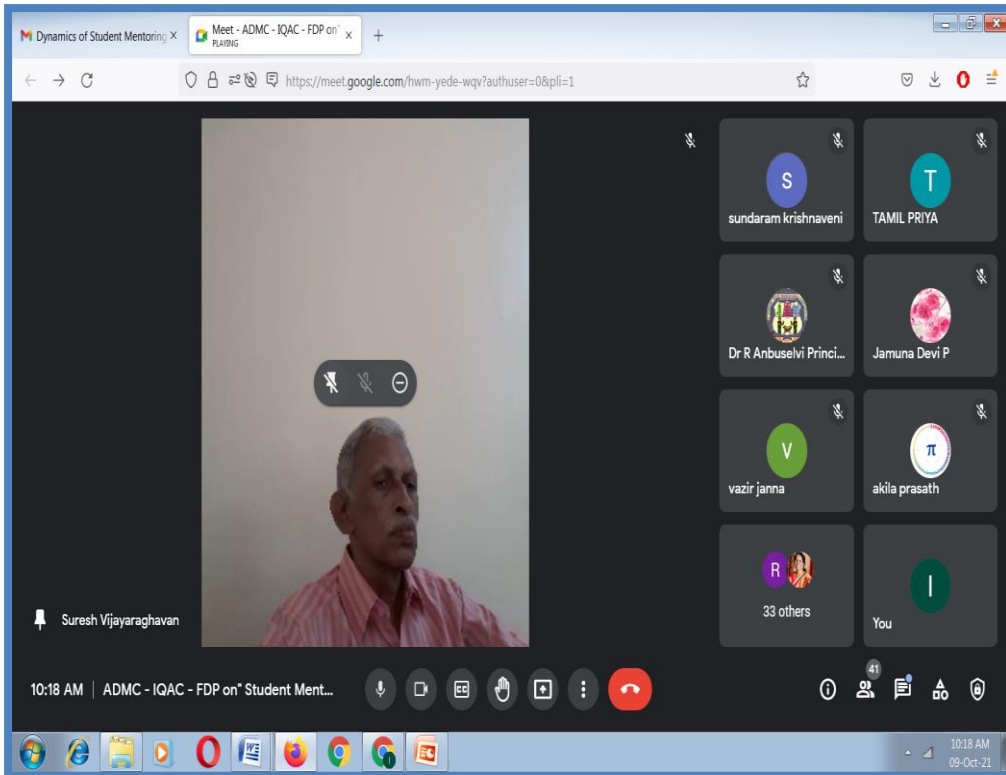 Dynamics of Student Mentoring
Meet - ADMC - IQAC - FDP on"
PLAYING
https://meet.google.com/hwm-yede-wqv?authuser=0&pli=1
S
sundaram krishnaveni
T
TAMIL PRIYA
Dr R Anbuselvi Princi...
Jamuna Devi P
V
vazir janna
π
akila prasath
R
33 others
I
You
Suresh Vijayaraghavan
10:18 AM | ADMC - IQAC - FDP on" Student Ment...
CC
41
10:18 AM
09-Oct-21